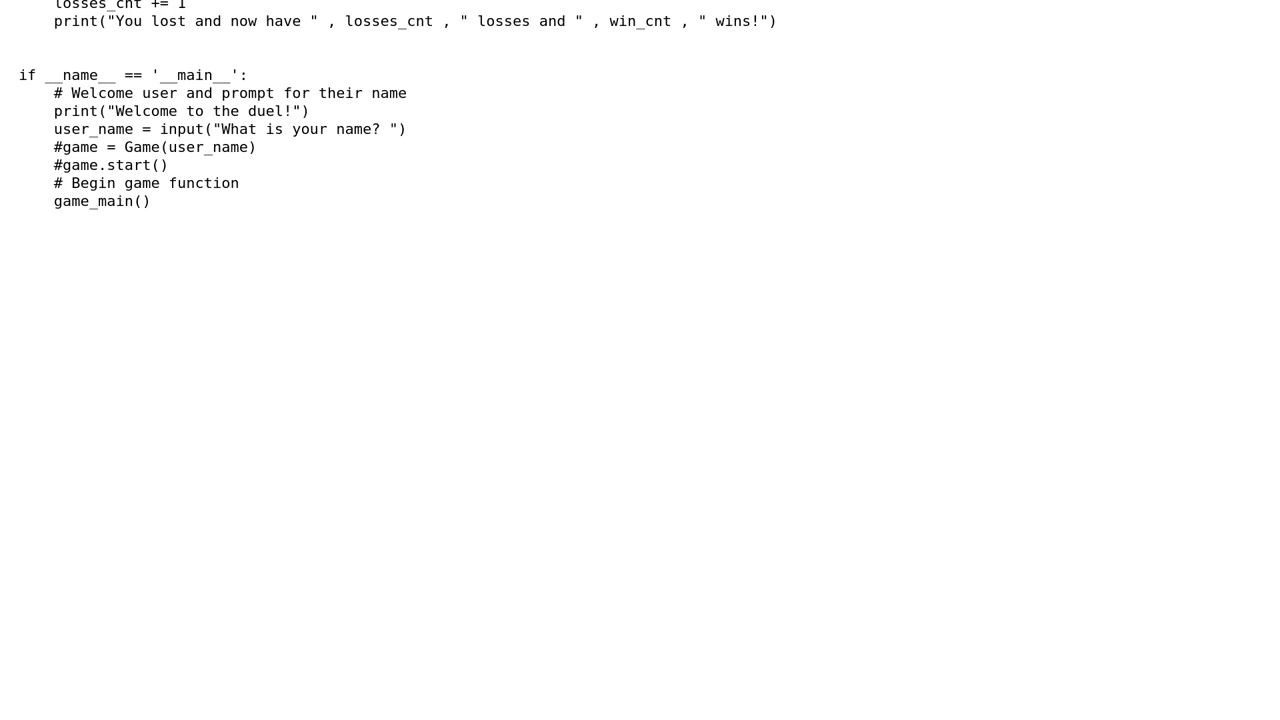 losses_cnt += 1
print("You lost and now have " , losses_cnt , " losses and " , win_cnt , " wins!")
if __name__ == '__main__':
# Welcome user and prompt for their name
print("Welcome to the duel!")
user_name = input("What is your name? ")
#game = Game(user_name)
#game.start()
# Begin game function
game_main()